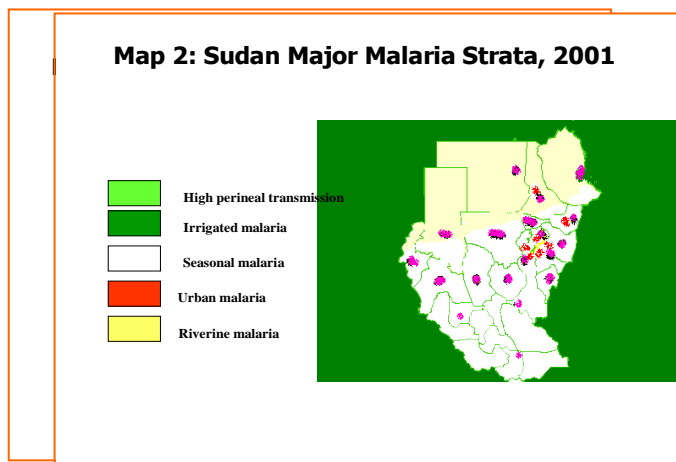 Map 2: Sudan Major Malaria Strata, 2001
High perineal transmission
Irrigated malaria
Seasonal malaria
Urban malaria
Riverine malaria